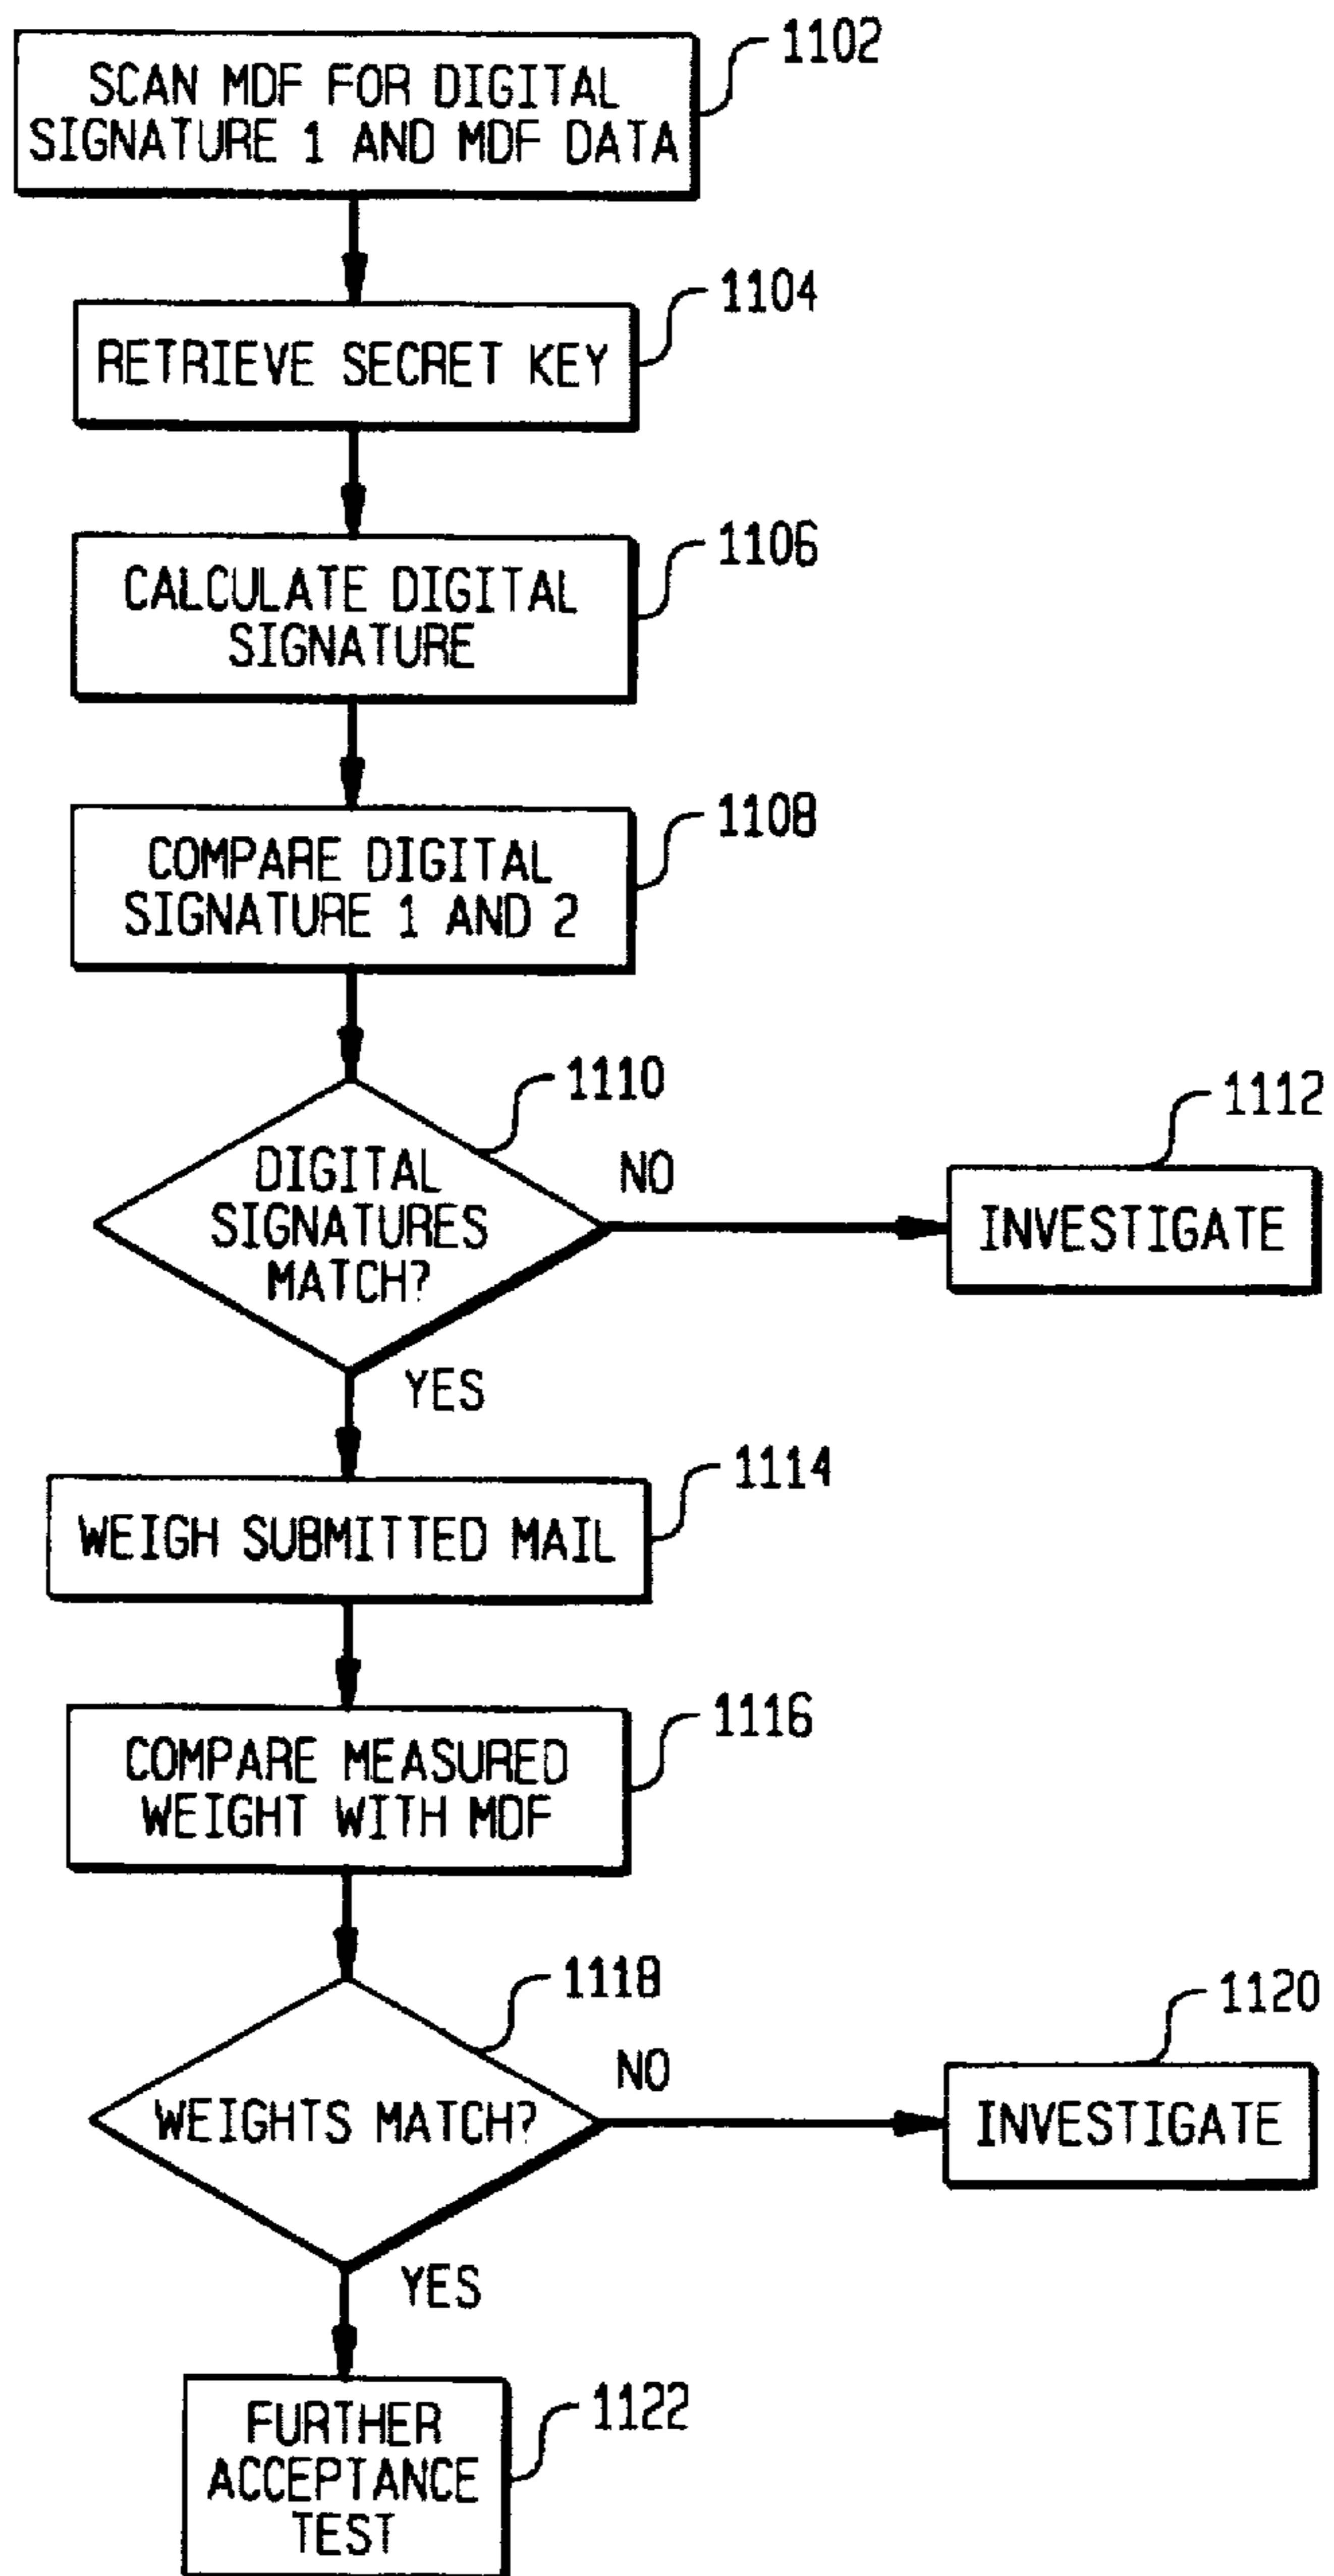 1102
SCAN MDF FOR DIGITAL
SIGNATURE 1 AND MDF DATA
1104
RETRIEVE SECRET KEY
1106
CALCULATE DIGITAL
SIGNATURE
1108
COMPARE DIGITAL
SIGNATURE 1 AND 2
1110
DIGITAL
SIGNATURES
MATCH?
NO
1112
INVESTIGATE
YES
1114
WEIGH SUBMITTED MAIL
1116
COMPARE MEASURED
WEIGHT WITH MDF
1118
WEIGHTS MATCH?
NO
1120
INVESTIGATE
YES
1122
FURTHER
ACCEPTANCE
TEST